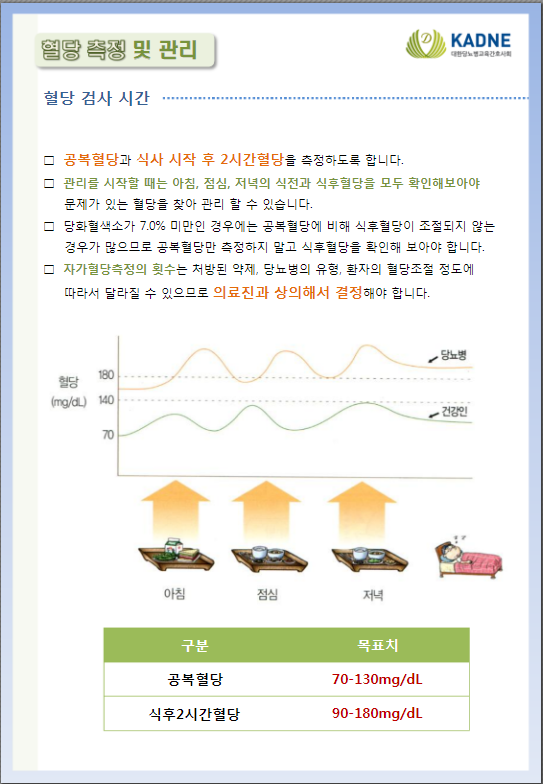 혈당 측정 및 관리
KADNE
대한당뇨병교육간호사회
혈당 검사 시간
□ 공복혈당과 식사 시작 후 2시간혈당을 측정하도록 합니다.
□ 관리를 시작할 때는 아침, 점심, 저녁의 식전과 식후혈당을 모두 확인해보아야
문제가 있는 혈당을 찾아 관리 할 수 있습니다.
□ 당화혈색소가 7.0% 미만인 경우에는 공복혈당에 비해 식후혈당이 조절되지 않는
경우가 많으므로 공복혈당만 측정하지 말고 식후혈당을 확인해 보아야 합니다.
□ 자가혈당측정의 횟수는 처방된 약제, 당뇨병의 유형, 환자의 혈당조절 정도에
따라서 달라질 수 있으므로 의료진과 상의해서 결정해야 합니다.
당뇨병
혈당
(mg/dL)
180
140
70
건강인
아침 점심 저녁
구분 목표치
공복혈당 70-130mg/dL
식후2시간혈당 90-180mg/dL